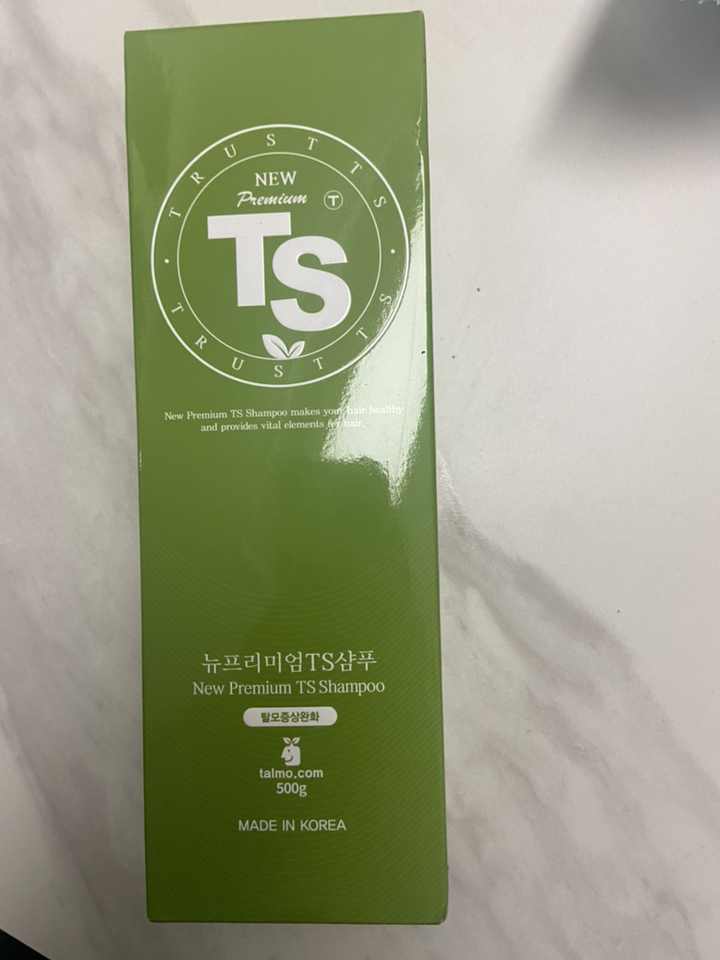 TRUST TS
NEW
Premium
T
TS
TRUST TS
New Premium TS Shampoo makes your hair healthy
and provides vital elements for hair.
뉴프리미엄TS샴푸
New Premium TS Shampoo
탈모증상완화
talmo.com
500g
MADE IN KOREA